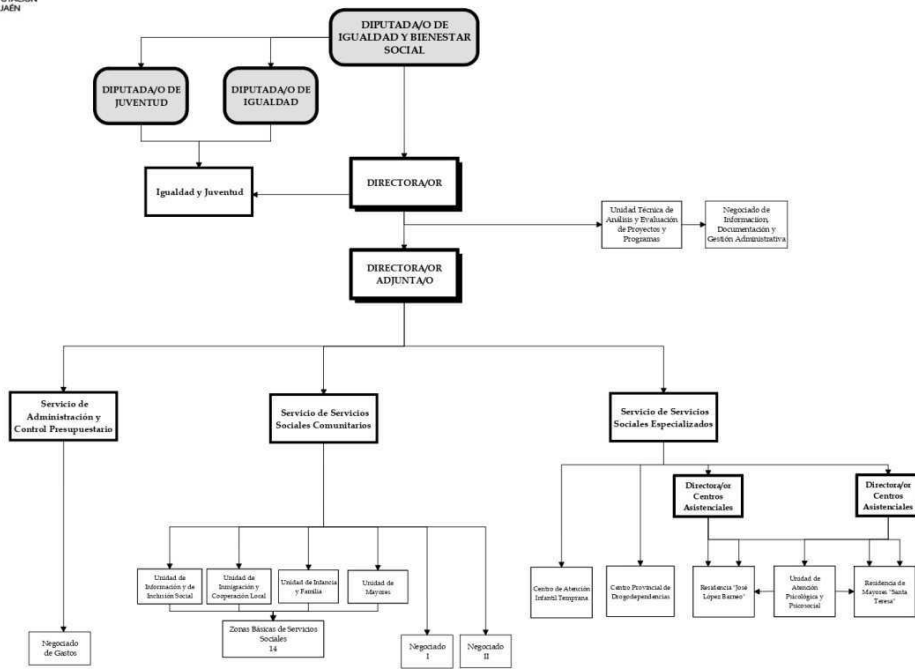 JAÉN
DIPUTADA/O DE
IGUALDAD Y BIENESTAR
SOCIAL
DIPUTADA/O DE
JUVENTUD
DIPUTADA/O DE
IGUALDAD
Igualdad y Juventud
DIRECTORA/OR
Unidad Técnica de
Análisis y Evaluación
de Proyectos y
Programas
Negociado de
Informacíion,
Documentación y
Gestión Administrativa
DIRECTORA/OR
ADJUNTA/O
Servicio de
Administración y
Control Presupuestario
Servicio de Servicios
Sociales Comunitarios
Servicio de Servicios
Sociales Especializados
Directora/or
Centros
Asistenciales
Directora/or
Centros
Asistenciales
Unidad de
Información y de
Inclusión Social
Unidad de
Inmigración y
Cooperación Local
Unidad de Infancia
y Familia
Unidad de
Mayores
Centro de Atención
Infantil Temprana
Centro Provincial de
Drogodependencias
Residencia "José
López Barneo"
Unidad de
Atención
Psicológica y
Psicosocial
Residencia de
Mayores "Santa
Teresa"
Zonas Básicas de Servicios
Sociales
14
Negociado
de Gastos
Negociado
I
Negociado
II